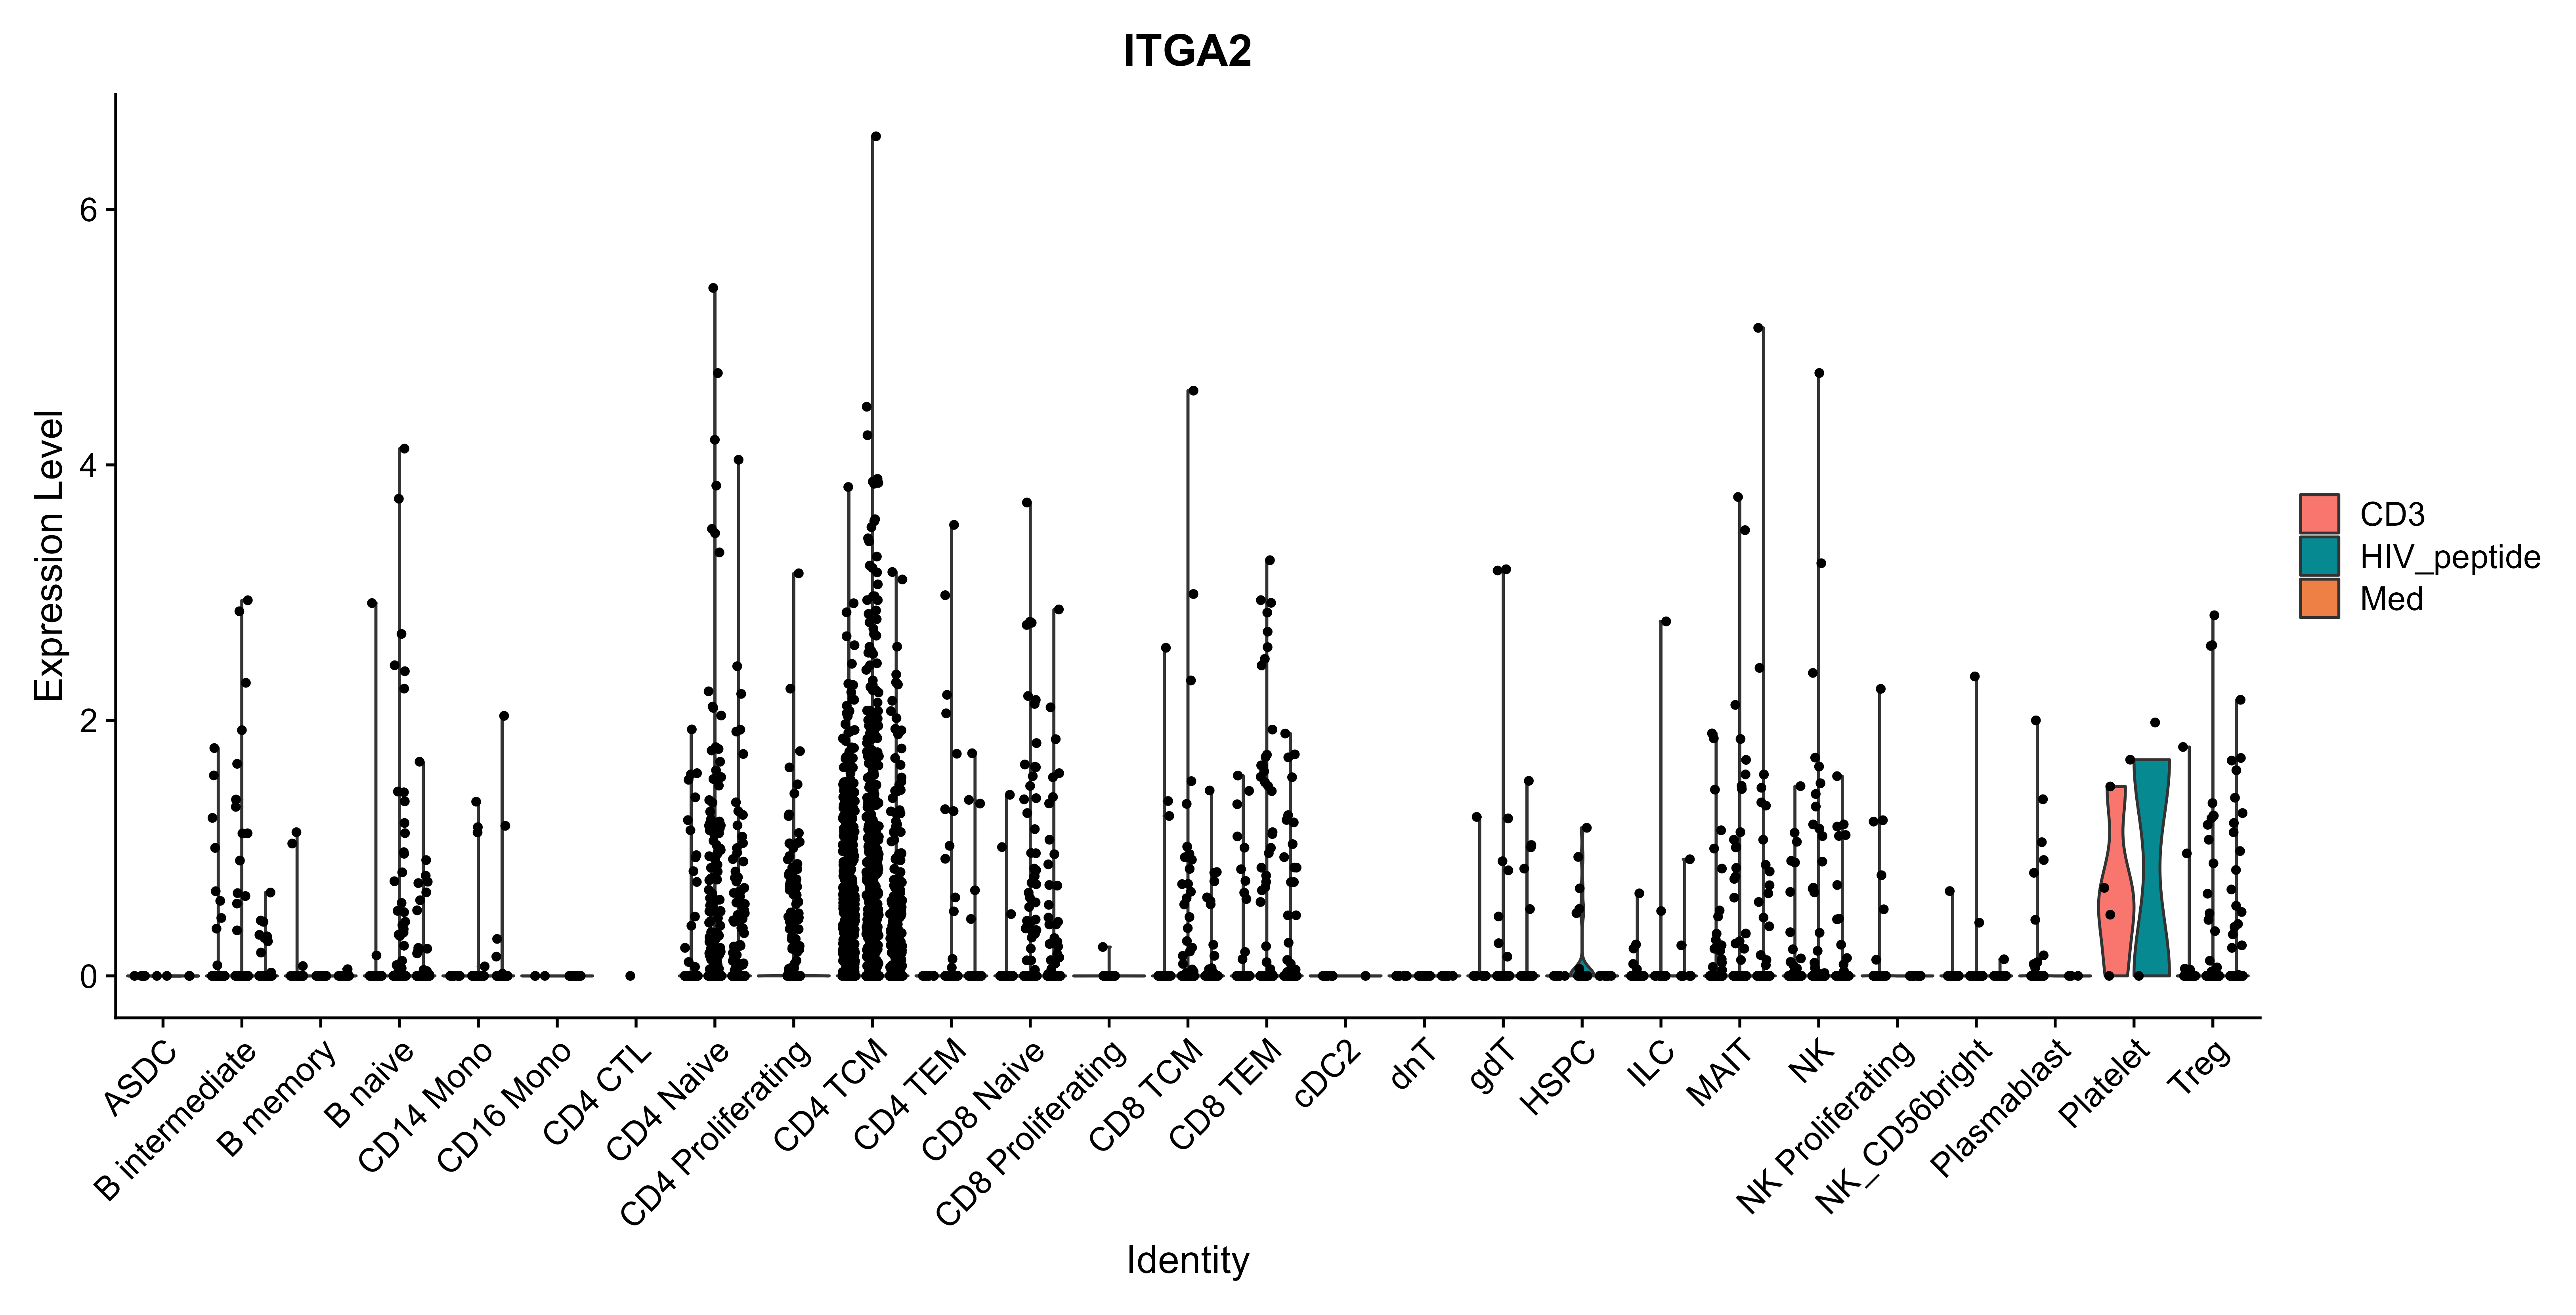 ITGA2
Expression Level
6
4
2
0
ASDC
B intermediate
B memory
B naive
CD14 Mono
CD16 Mono
CD4 CTL
CD4 Naive
CD4 Proliferating
CD4 TCM
CD4 TEM
CD8 Naive
CD8 Proliferating
CD8 TCM
CD8 TEM
cDC2
dnT
gdT
HSPC
ILC
MAIT
NK
NK Proliferating
NK_CD56bright
Plasmablast
Platelet
Treg
Identity
CD3
HIV_peptide
Med